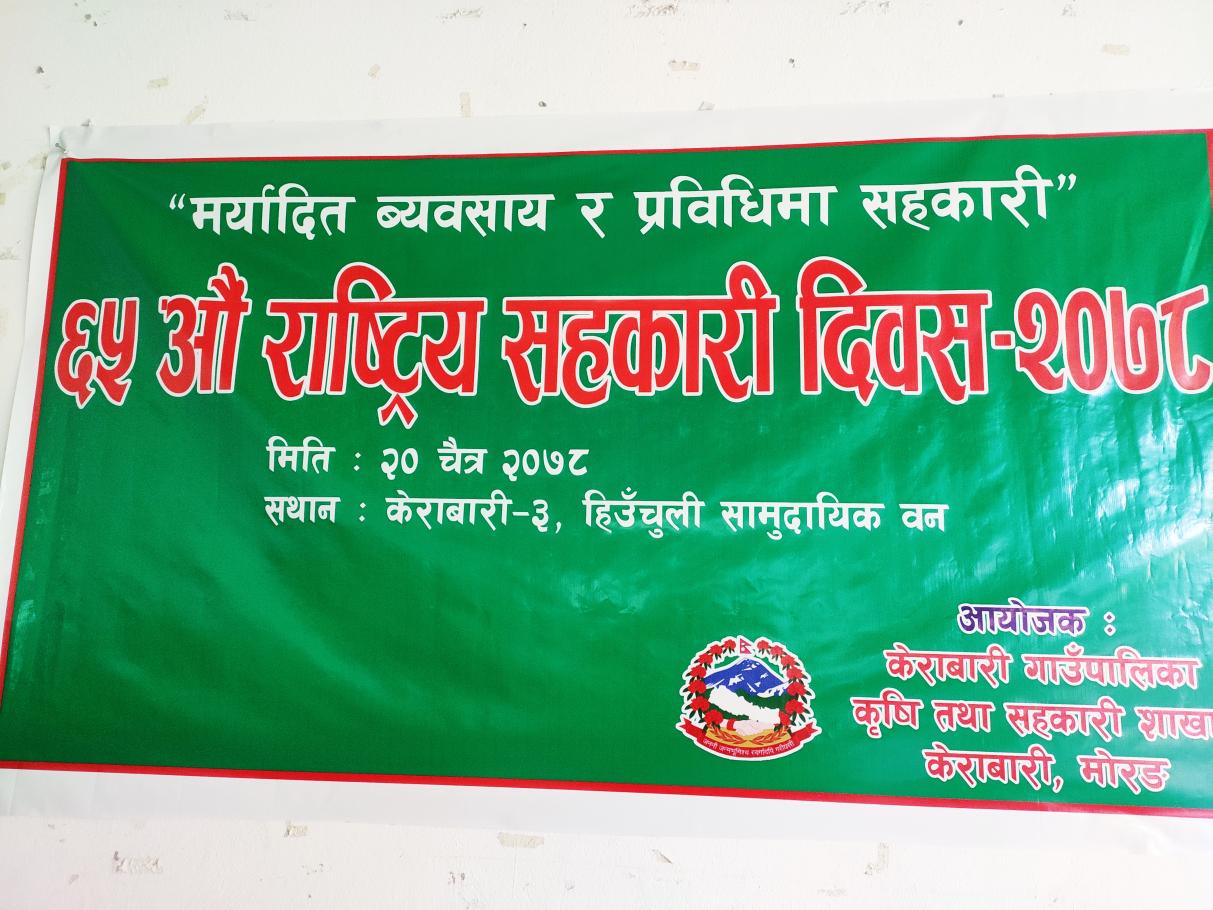 “मर्यादित ब्यवसाय र प्रविधिमा सहकारी”
६५ औ राष्ट्रिय सहकारी दिवस-२०७८
मिति : २० चैत्र २०७८
सथान : केराबारी-३, हिउँचुली सामुदायिक वन
आयोजक :
केराबारी गाउँपालिका
कृषि तथा सहकारी शाखा
केराबारी, मोरङ